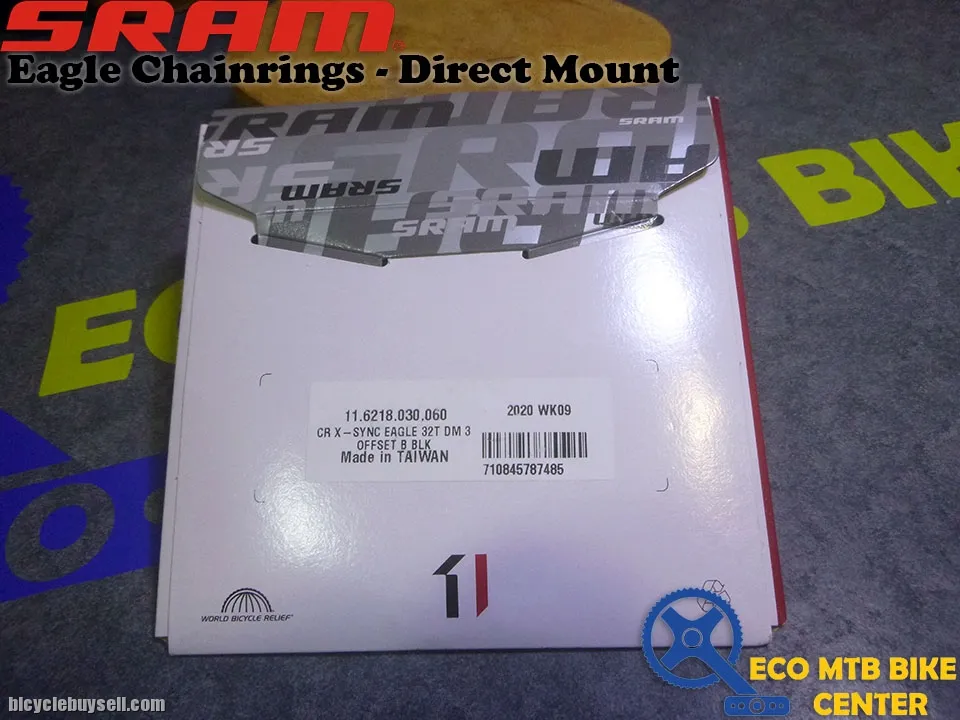 SRAM
Eagle Chainrings - Direct Mount
SRAM
SRAM
SRAM
SRAM
11.6218.030.060
2020 WK09
CR X-SYNC EAGLE 32T DM 3
OFFSET B BLK
Made in TAIWAN
710845787485
WORLD BICYCLE RELIEF
ECO MTB BIKE
CENTER
bicyclebuysell.com